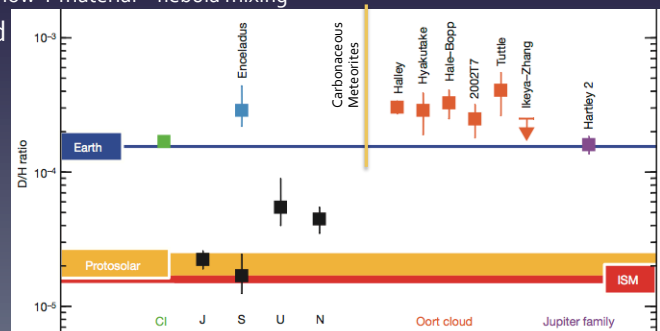 material - nebula mixing
d
10⁻³
D/H ratio
10⁻⁴
10⁻⁵
Earth
Protosolar
ISM
Enceladus
Carbonaceous
Meteorites
Halley
Hyakutake
Hale–Bopp
2002T7
Tuttle
Ikeya–Zhang
Hartley 2
CI
J
S
U
N
Oort cloud
Jupiter family